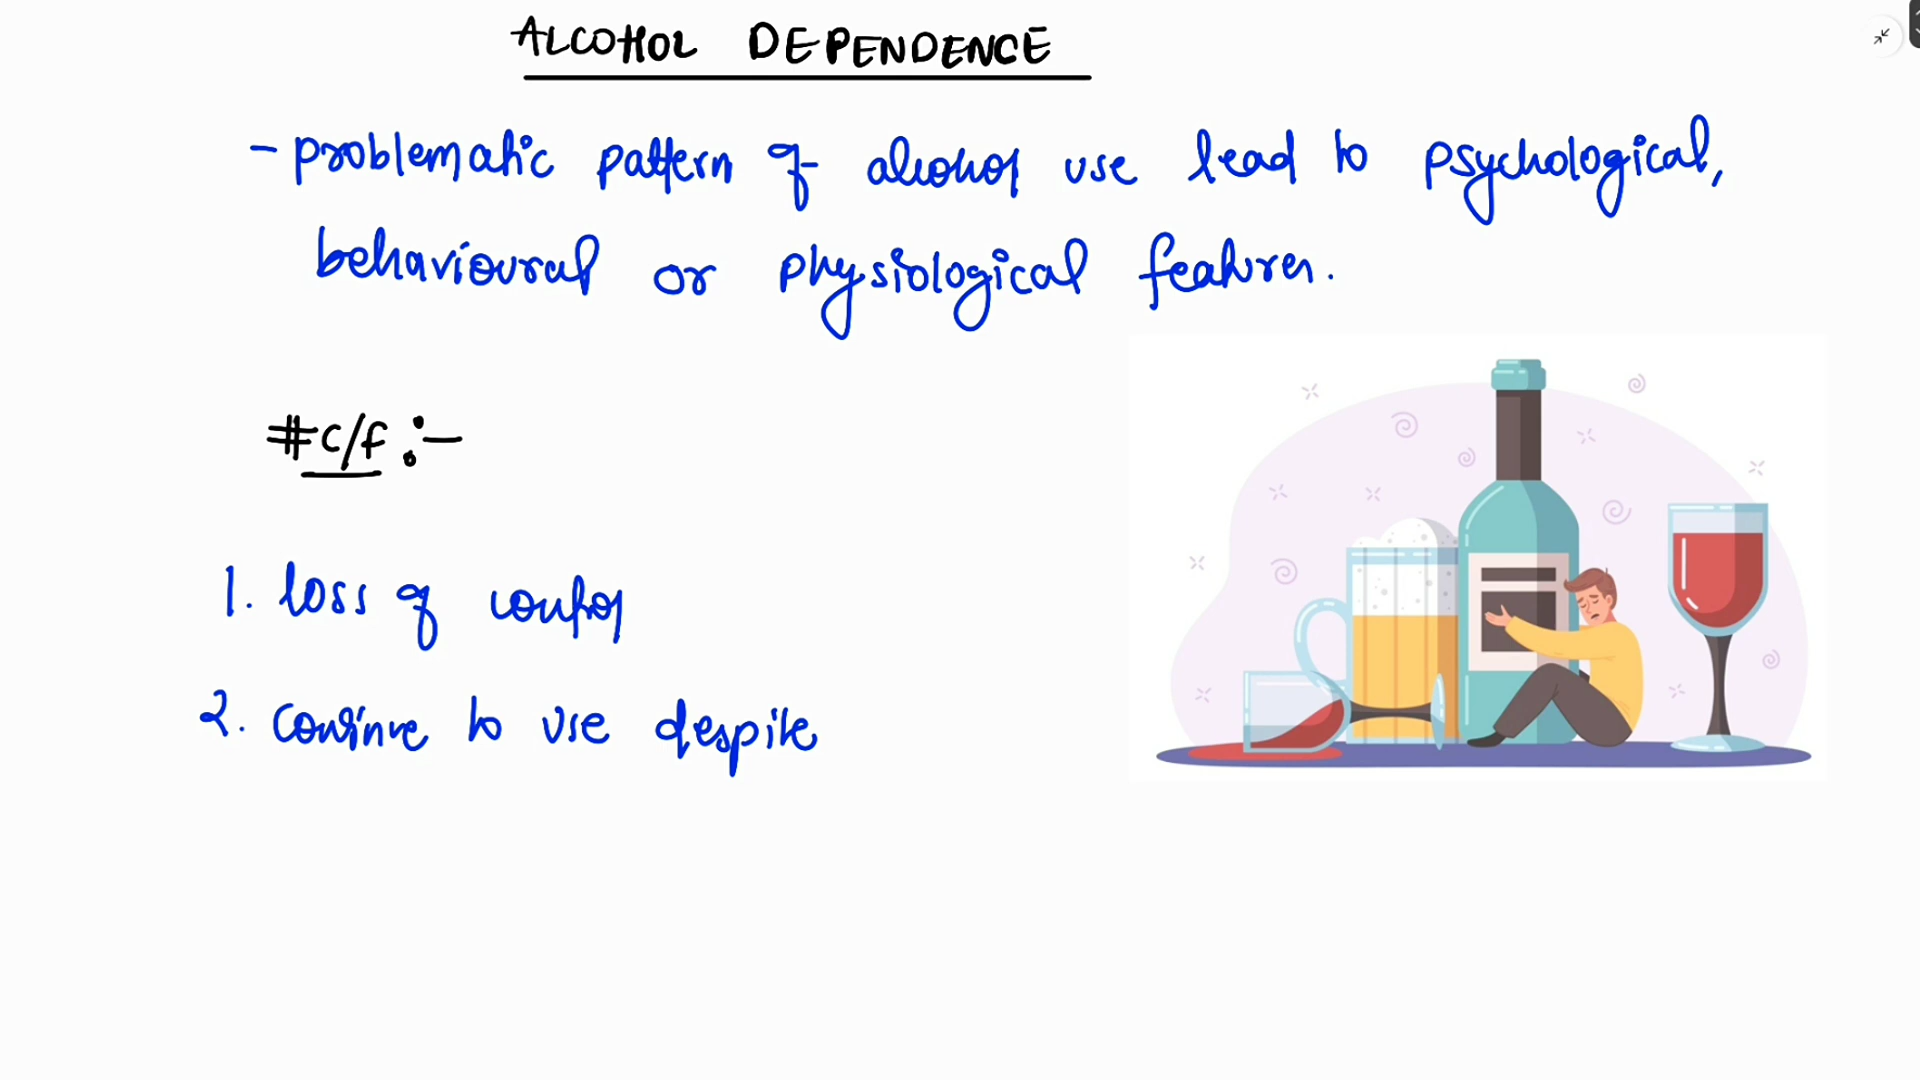 ALCOHOL DEPENDENCE
- problematic pattern of alcohol use lead to psychological,
behavioural or physiological features.
#c/f :-
1. loss of control
2. continue to use despite